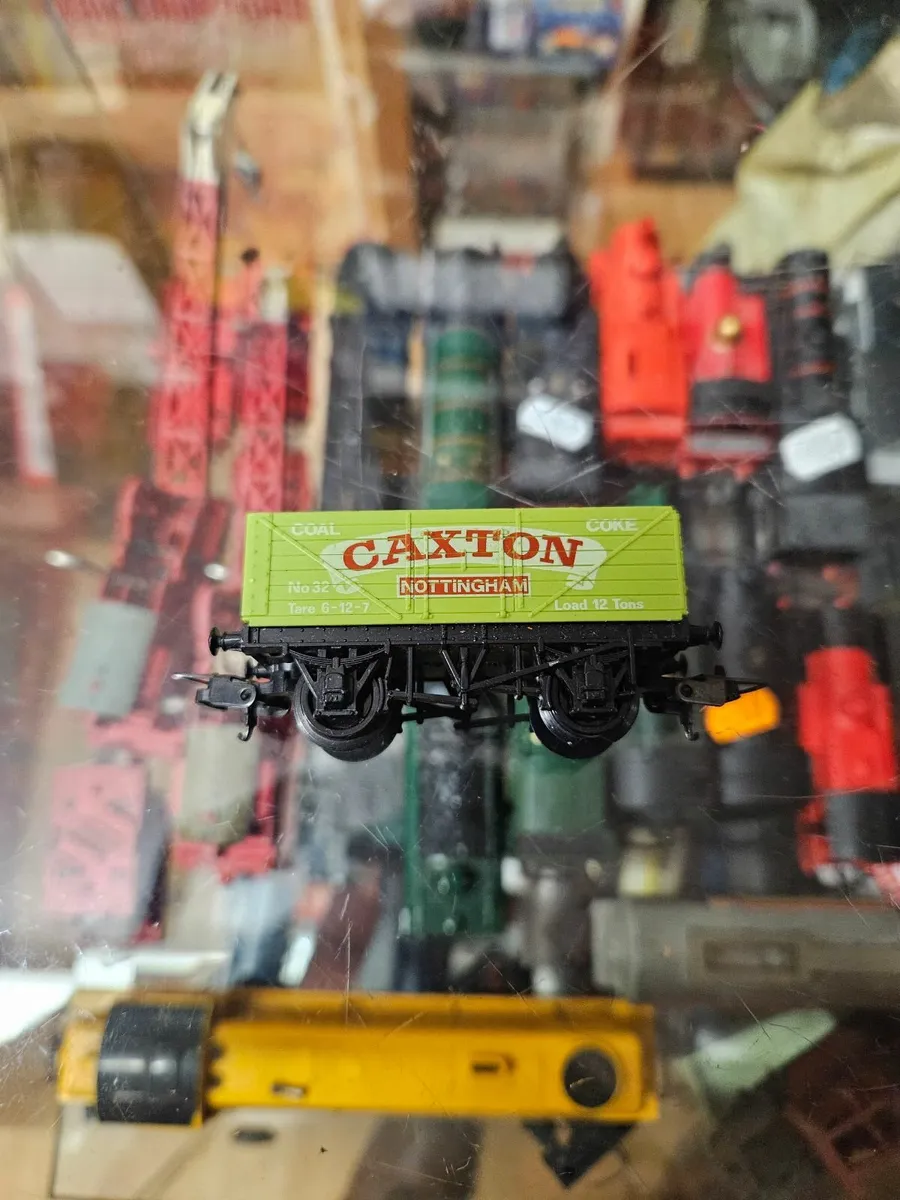 COAL COKE
CAXTON
NOTTINGHAM
No 32
Tare 6-12-7 Load 12 Tons